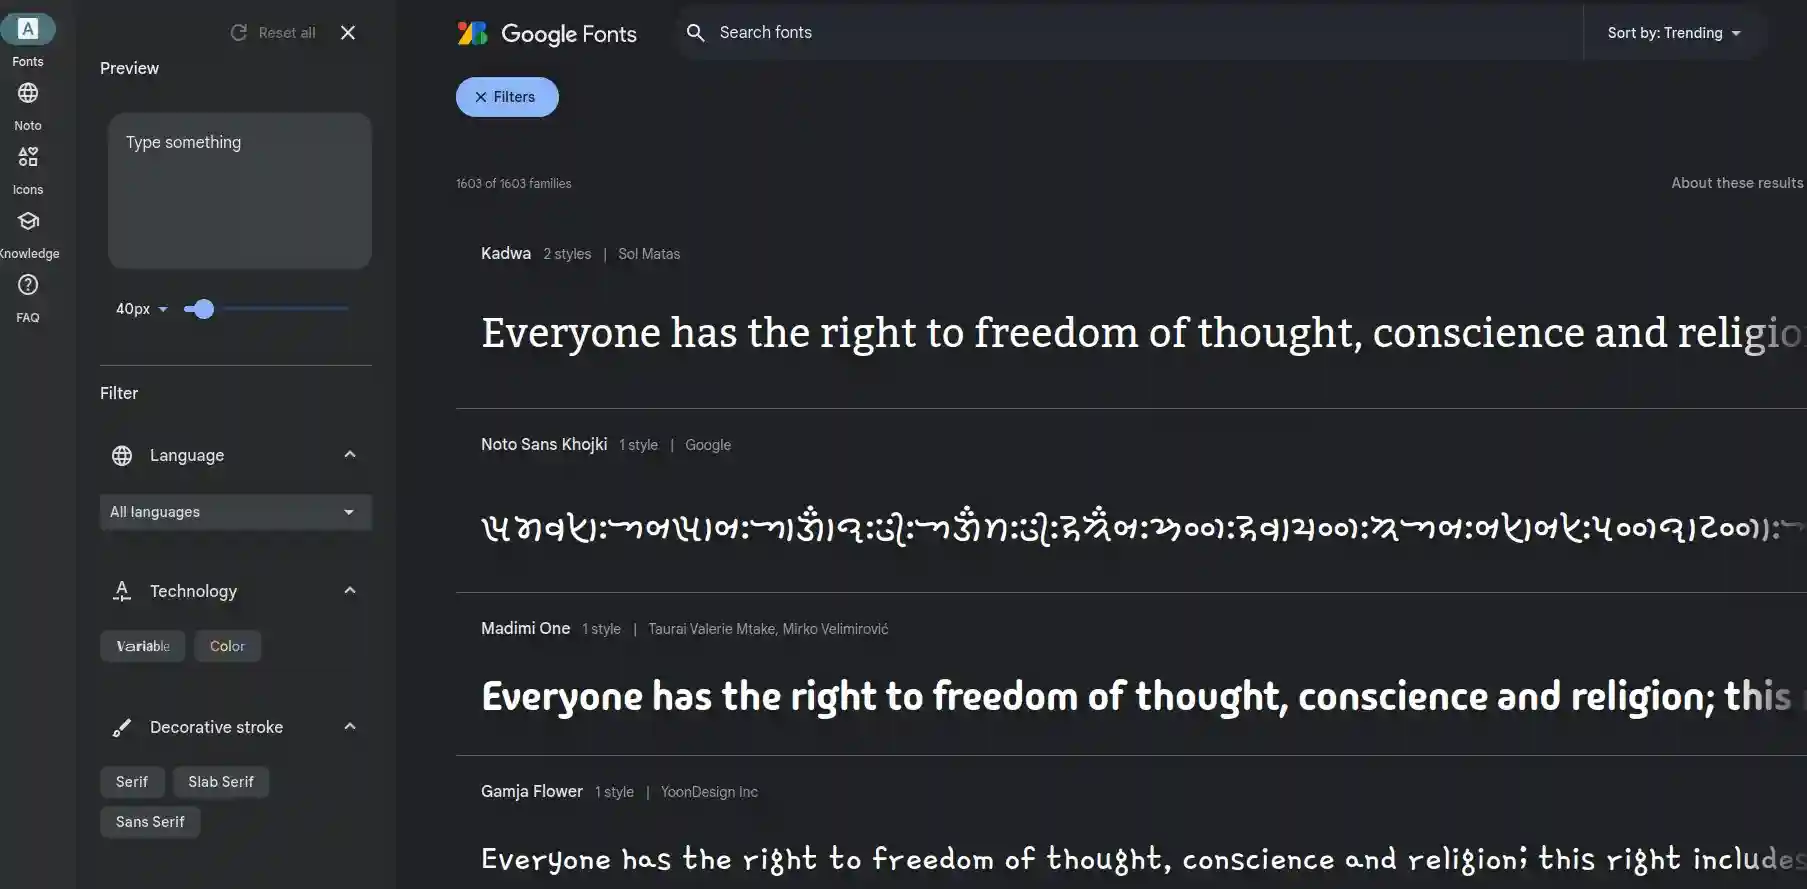 Fonts
Noto
Icons
Knowledge
FAQ
Reset all
Preview
Type something
40px
Filter
Language
All languages
Technology
Variable
Color
Decorative stroke
Serif
Slab Serif
Sans Serif
Google Fonts
Search fonts
Sort by: Trending
Filters
1603 of 1603 families
About these results
Kadwa 2 styles | Sol Matas
Everyone has the right to freedom of thought, conscience and religio
Noto Sans Khojki 1 style | Google
Madimi One 1 style | Taurai Valerie Mtake, Mirko Velimirović
Everyone has the right to freedom of thought, conscience and religion; this
Gamja Flower 1 style | YoonDesign Inc
Everyone has the right to freedom of thought, conscience and religion; this right includes